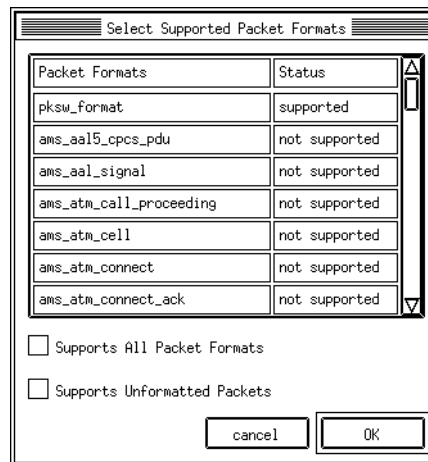 Select Supported Packet Formats
Packet Formats Status
pksw_format supported
ams_aal5_cpcs_pdu not supported
ams_aal_signal not supported
ams_atm_call_proceeding not supported
ams_atm_cell not supported
ams_atm_connect not supported
ams_atm_connect_ack not supported
Supports All Packet Formats
Supports Unformatted Packets
cancel OK